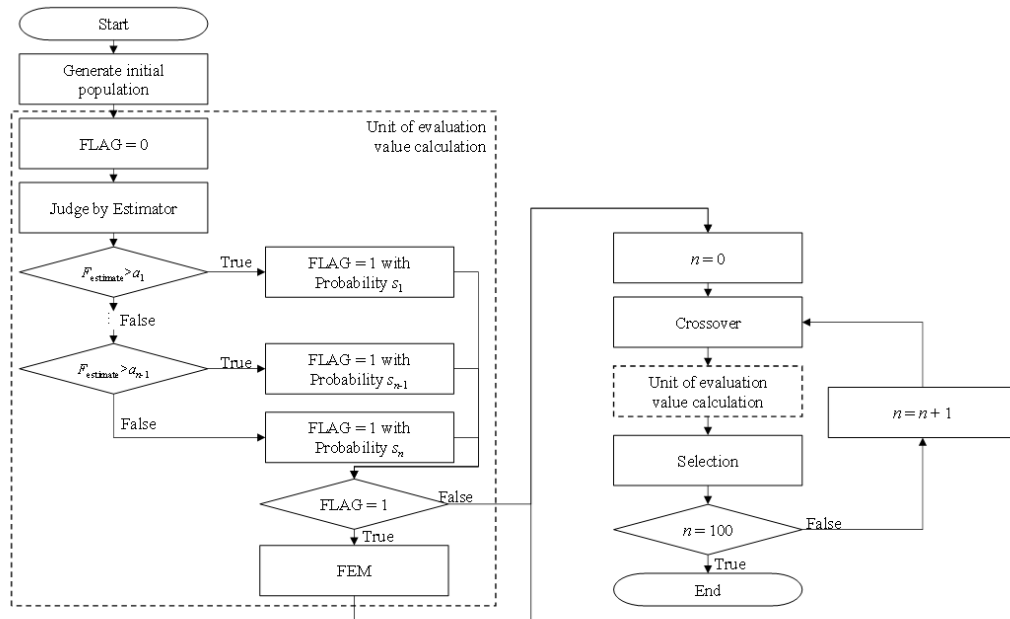 Start
Generate initial
population
Unit of evaluation
value calculation
FLAG = 0
Judge by Estimator
F_estimate > a_1
True
FLAG = 1 with
Probability s_1
⋮
False
F_estimate > a_{n-1}
True
FLAG = 1 with
Probability s_{n-1}
False
FLAG = 1 with
Probability s_n
FLAG = 1
False
True
FEM
n = 0
Crossover
Unit of evaluation
value calculation
n = n + 1
Selection
n = 100
False
True
End